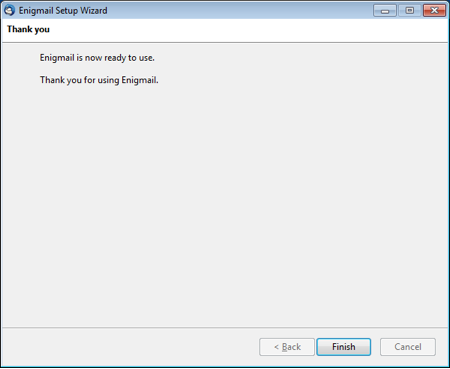 Enigmail Setup Wizard
Thank you
Enigmail is now ready to use.
Thank you for using Enigmail.
< Back
Finish
Cancel